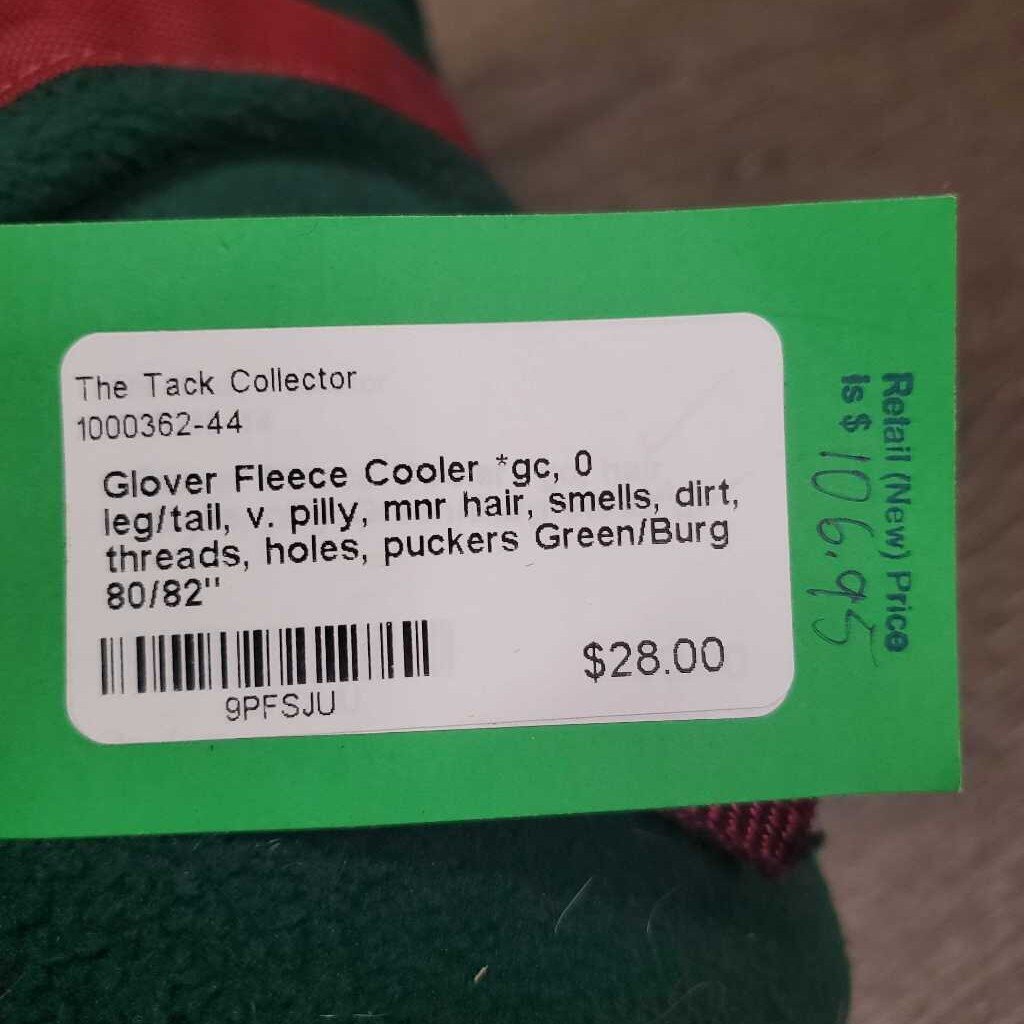 The Tack Collector
1000362-44
Glover Fleece Cooler *gc, 0
leg/tail, v. pilly, mnr hair, smells, dirt,
threads, holes, puckers Green/Burg
80/82"
9PFSJU
$28.00
Retail (New) Price
is $ 106.95